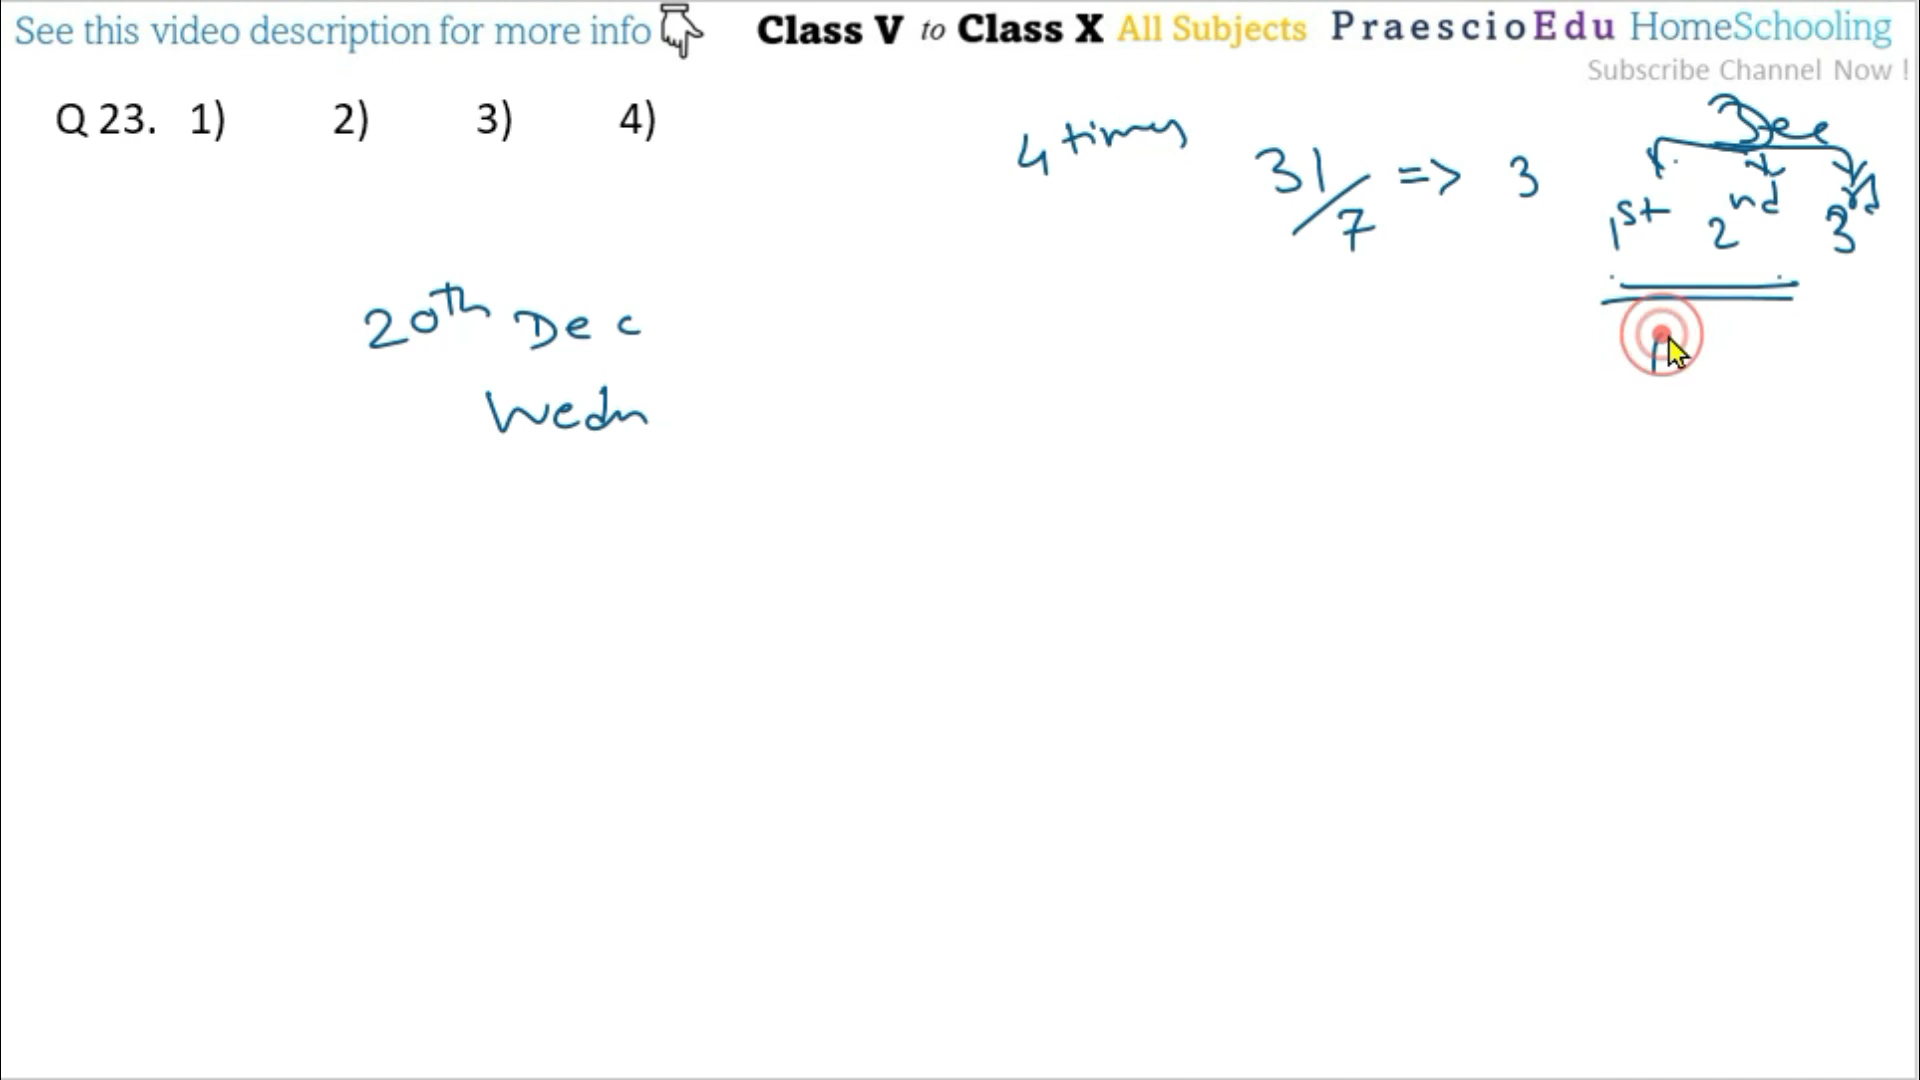 See this video description for more info Class V to Class X All Subjects PraescioEdu HomeSchooling
Subscribe Channel Now !
Q 23. 1) 2) 3) 4)
4 times
31/7 => 3
Dec
1st 2nd 3rd
20th Dec
Wedn